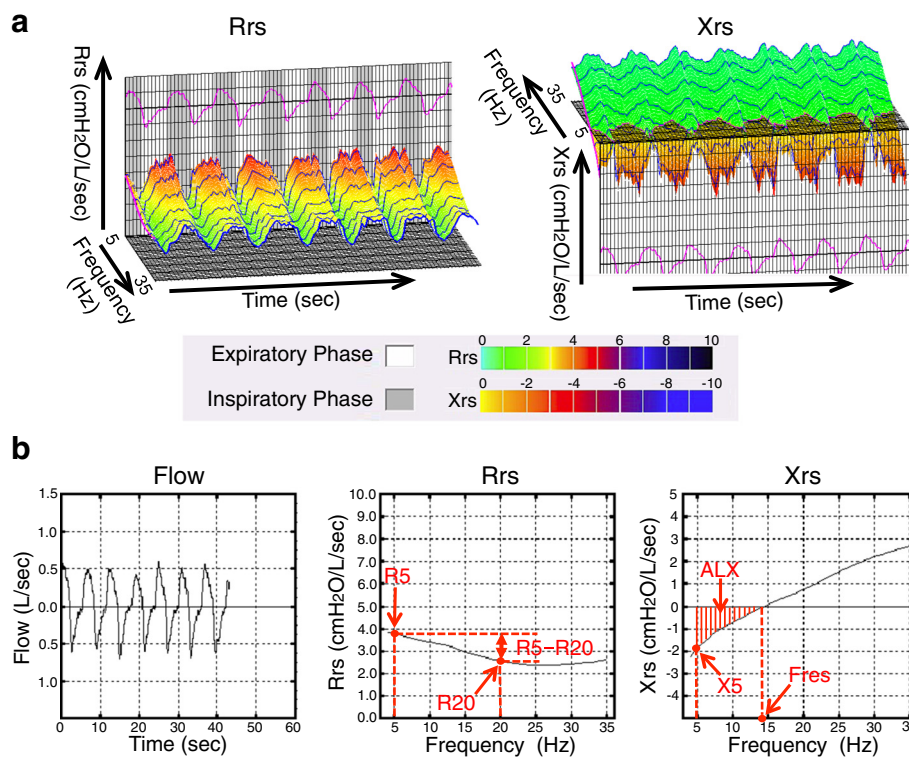 a
Rrs
Xrs
Rrs (cmH2O/L/sec)
5
Frequency
(Hz)
35
Time (sec)
Frequency
(Hz)
35
5
Xrs (cmH2O/L/sec)
Time (sec)
Expiratory Phase
Rrs
0 2 4 6 8 10
Inspiratory Phase
Xrs
0 -2 -4 -6 -8 -10
b
Flow
Flow (L/sec)
1.5
1.0
0.5
0.0
0.5
1.0
0 10 20 30 40 50 60
Time (sec)
Rrs
Rrs (cmH2O/L/sec)
10.0
9.0
8.0
7.0
6.0
5.0
4.0
3.0
2.0
1.0
0.0
R5
R5–R20
R20
5 10 15 20 25 30 35
Frequency (Hz)
Xrs
Xrs (cmH2O/L/sec)
5
4
3
2
1
0
-1
-2
-3
-4
ALX
X5
Fres
5 10 15 20 25 30 35
Frequency (Hz)